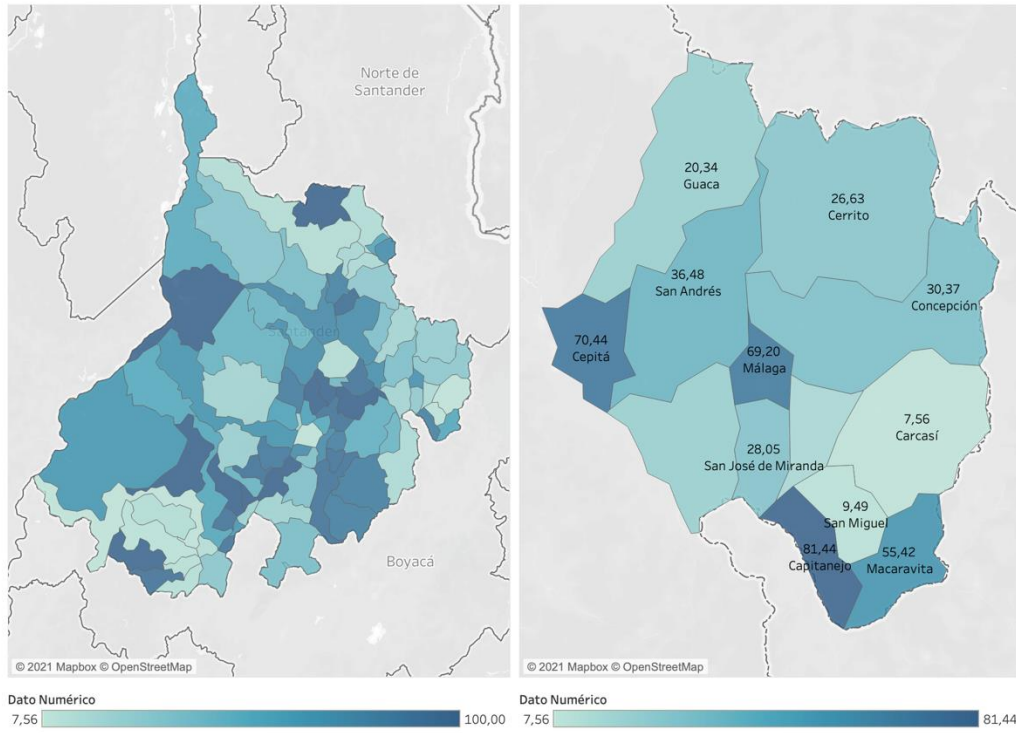 Norte de
Santander
Santander
Boyacá
© 2021 Mapbox © OpenStreetMap
Dato Numérico
7,56
100,00
20,34
Guaca
26,63
Cerrito
36,48
San Andrés
30,37
Concepción
70,44
Cepitá
69,20
Málaga
7,56
Carcasí
28,05
San José de Miranda
9,49
San Miguel
81,44
Capitanejo
55,42
Macaravita
© 2021 Mapbox © OpenStreetMap
Dato Numérico
7,56
81,44